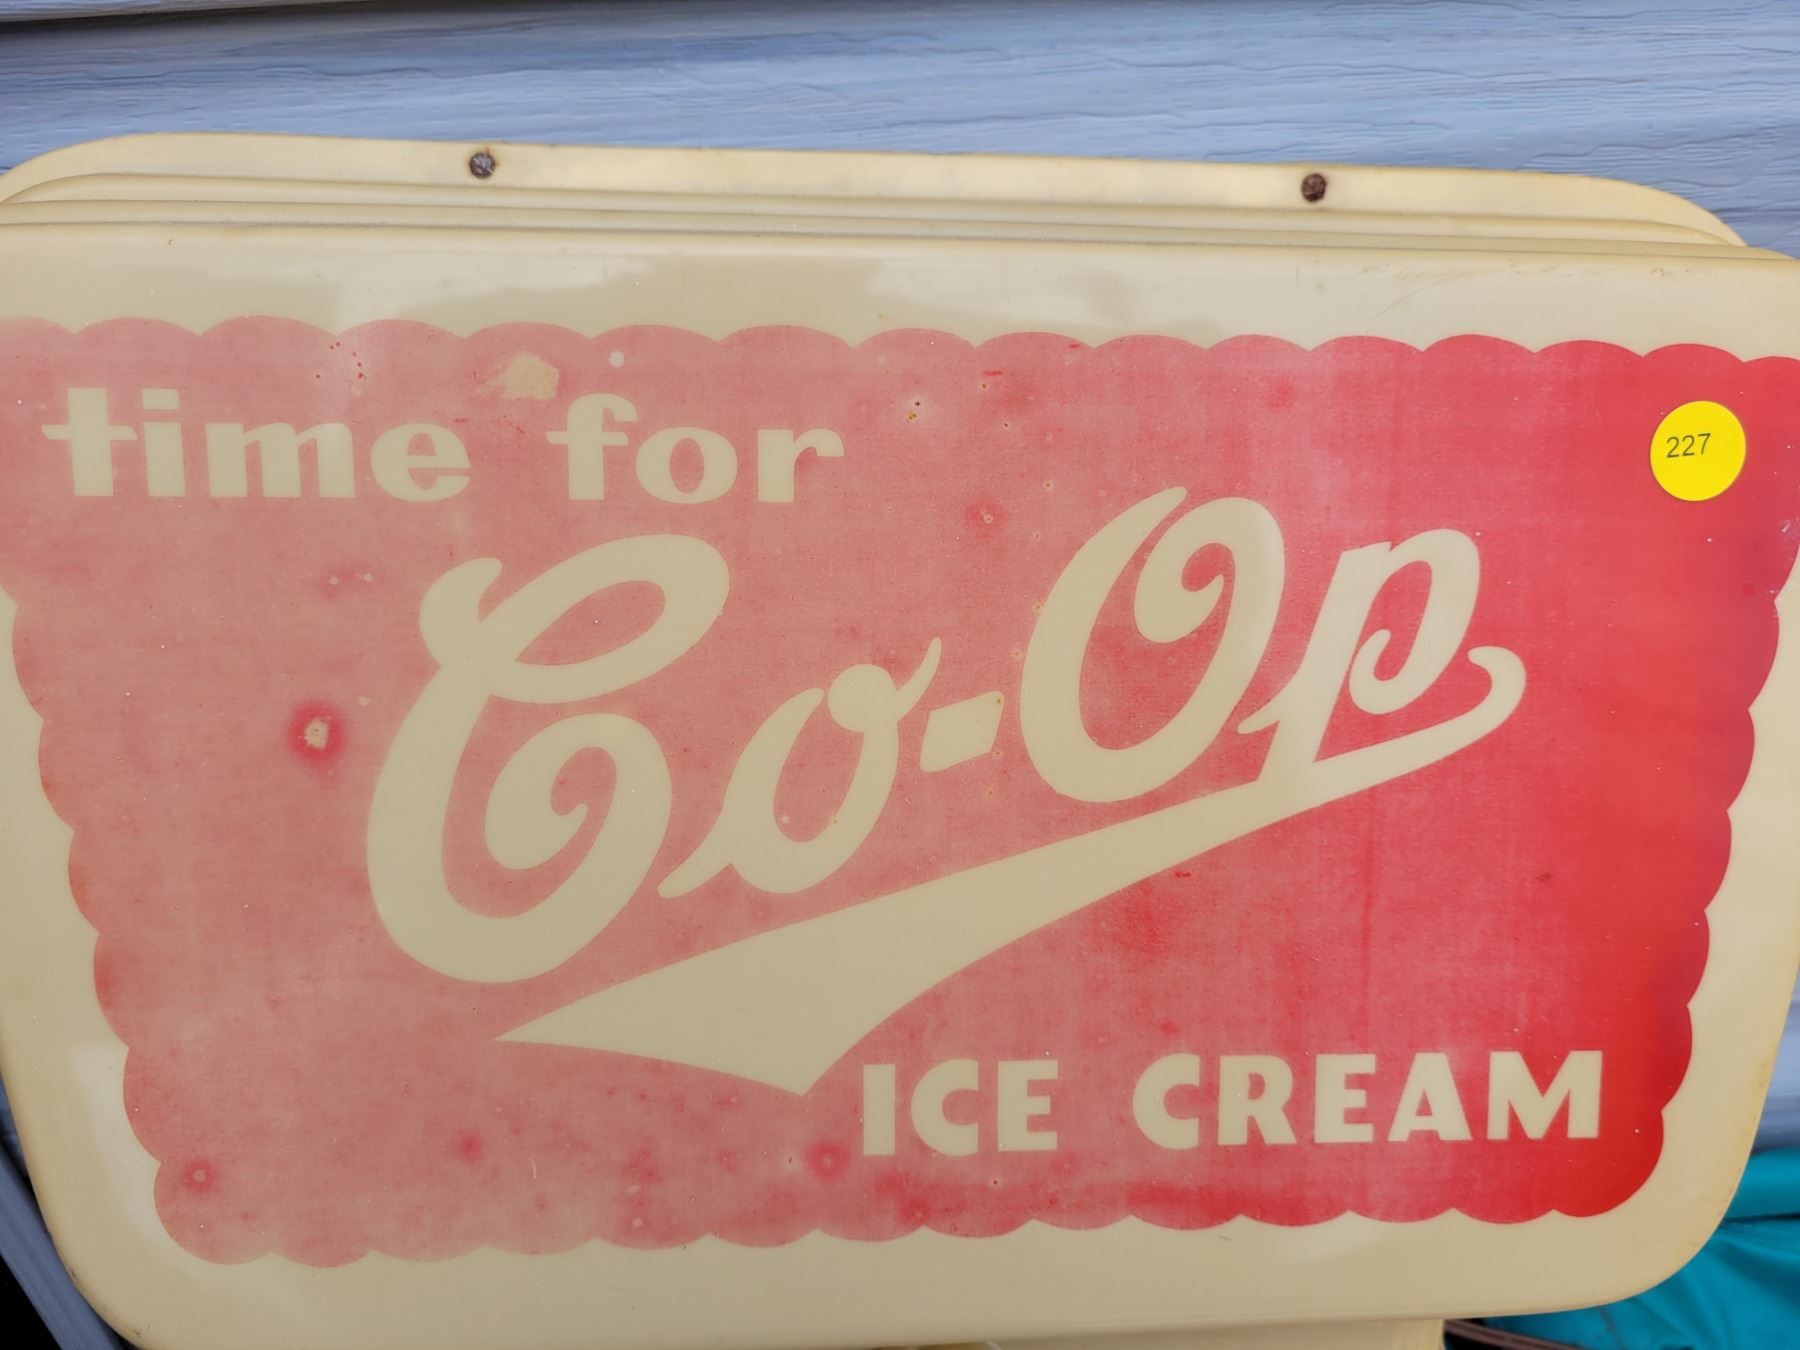 time for
Co-Op
ICE CREAM
227